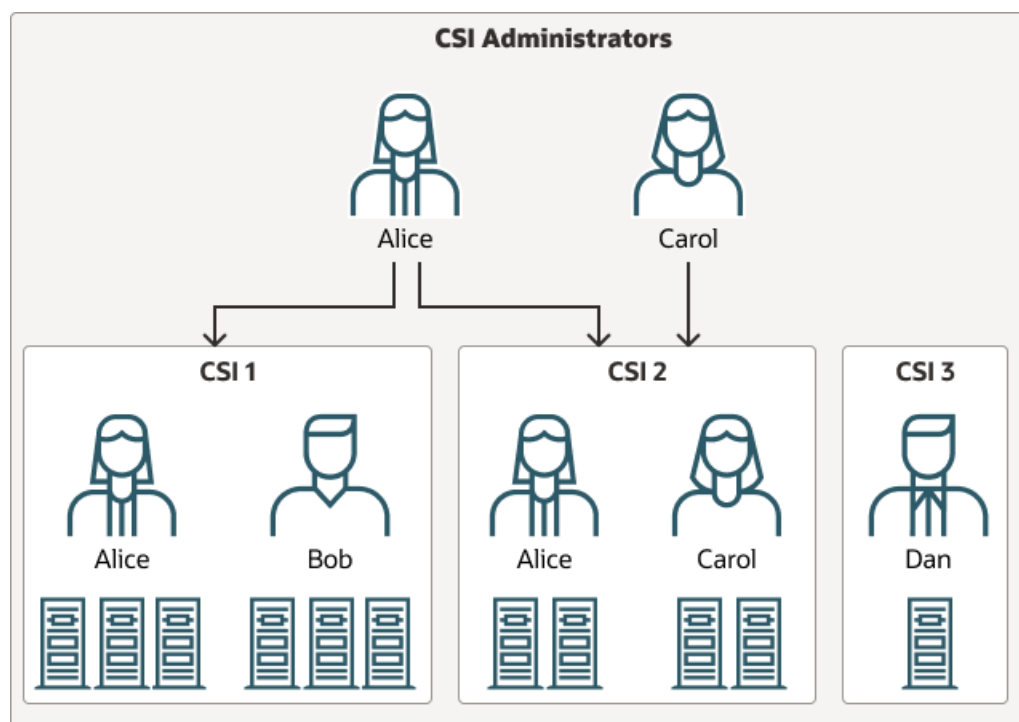 CSI Administrators
Alice
Carol
CSI 1
Alice
Bob
CSI 2
Alice
Carol
CSI 3
Dan